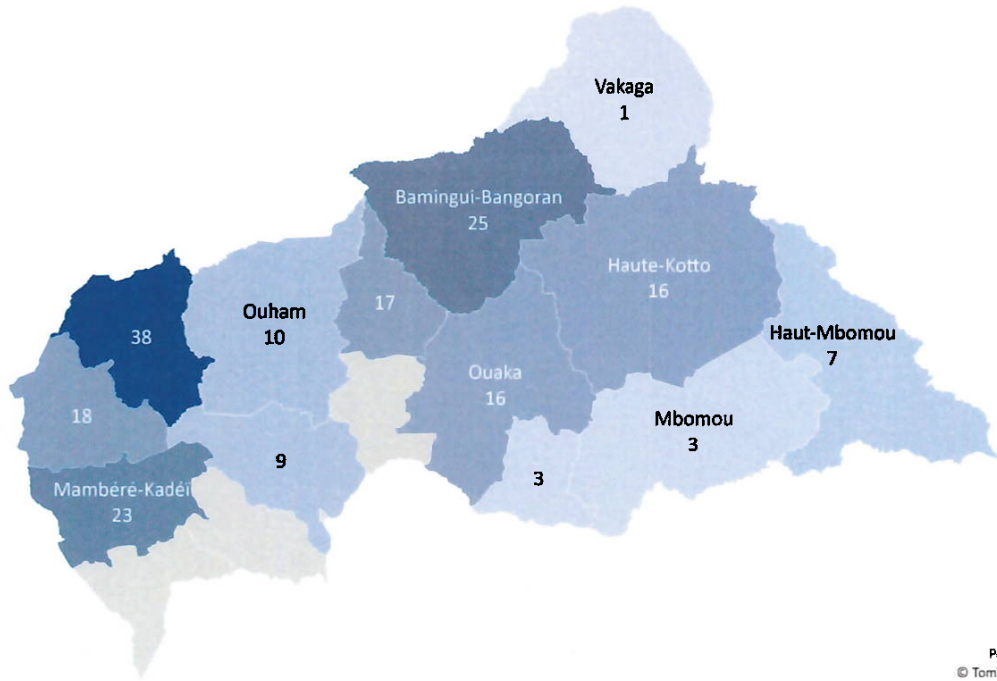 Vakaga
1
Bamingui-Bangoran
25
Haute-Kotto
16
17
Ouham
10
38
Haut-Mbomou
7
Ouaka
16
18
Mbomou
3
9
3
Mambéré-Kadéï
23
© Tom